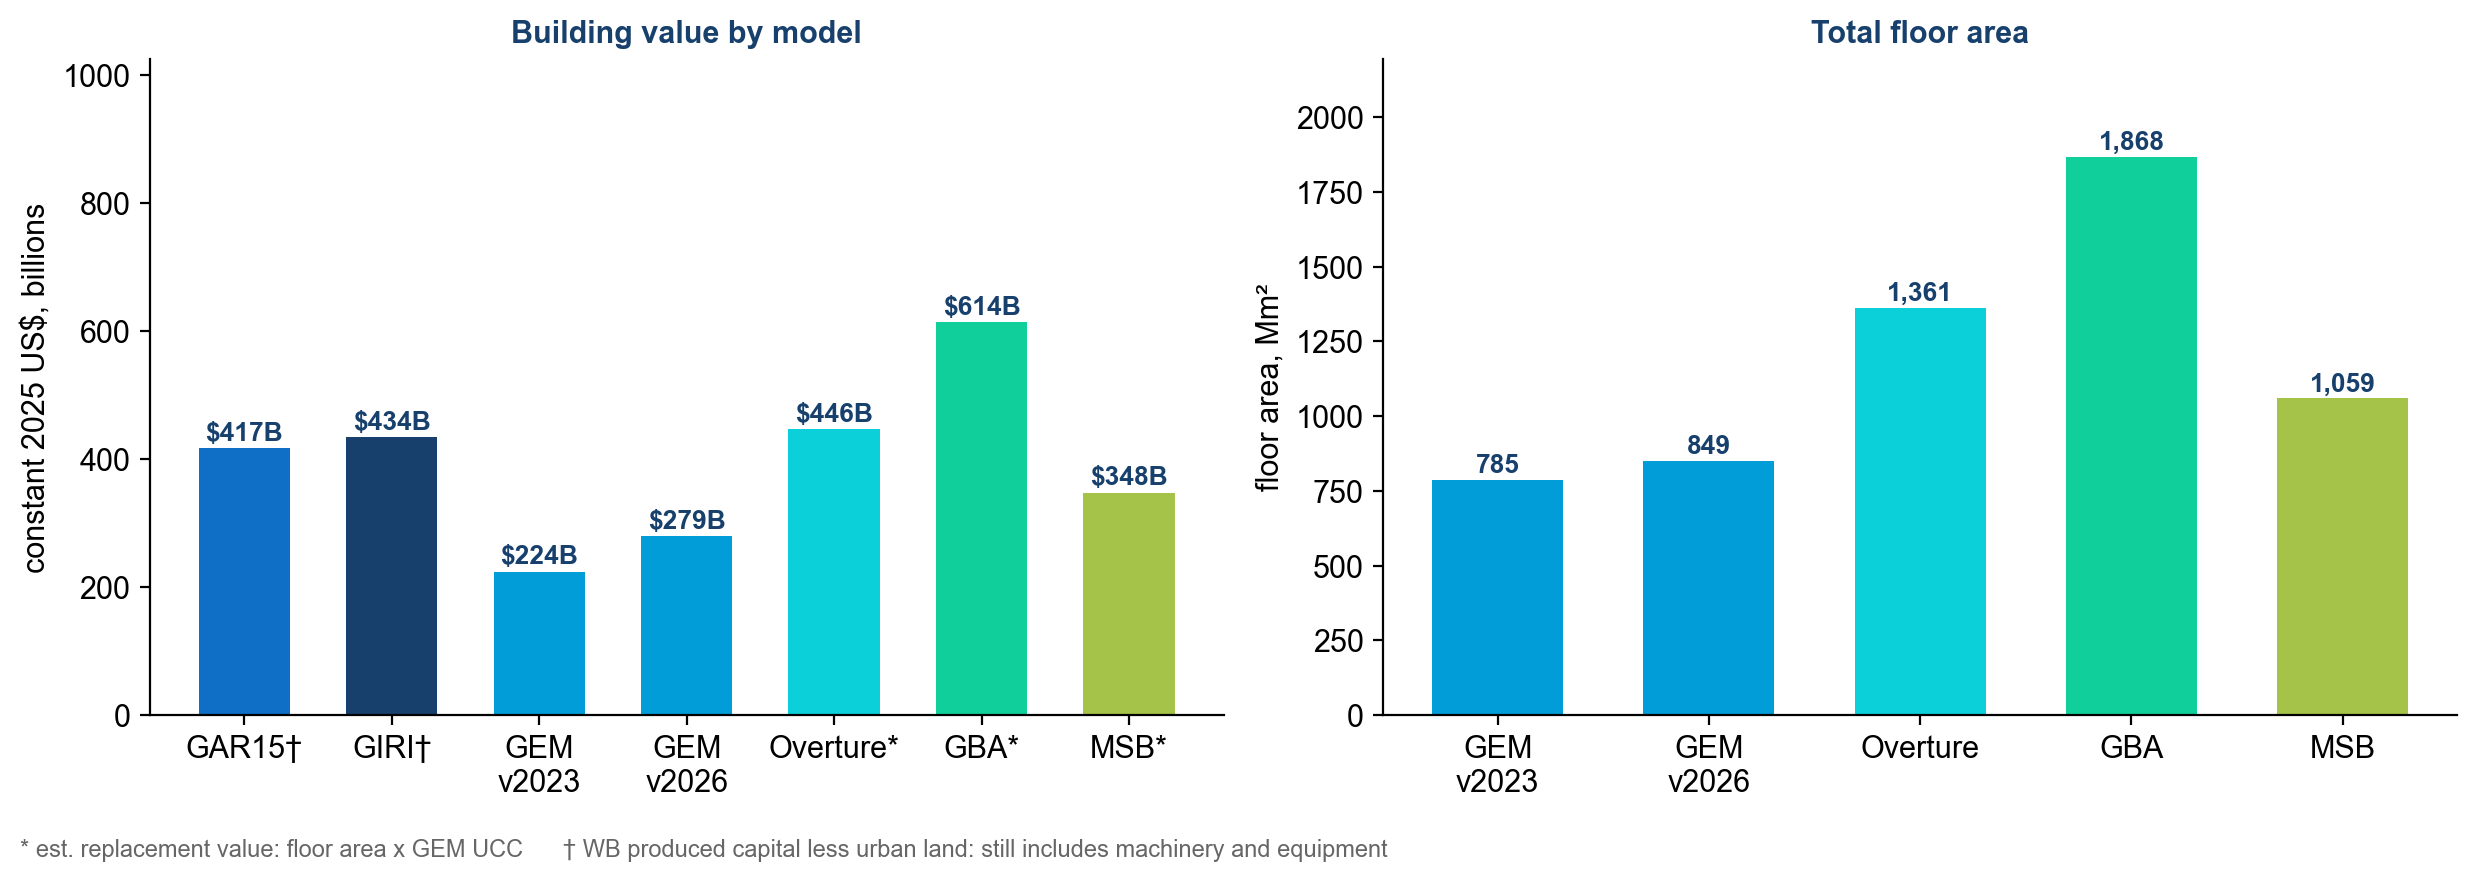 Building value by model
constant 2025 US$, billions
1000
800
600
400
200
0
$417B
$434B
$224B
$279B
$446B
$614B
$348B
GAR15†
GIRI†
GEM
v2023
GEM
v2026
Overture*
GBA*
MSB*
Total floor area
floor area, Mm²
2000
1750
1500
1250
1000
750
500
250
0
785
849
1,361
1,868
1,059
GEM
v2023
GEM
v2026
Overture
GBA
MSB
* est. replacement value: floor area x GEM UCC † WB produced capital less urban land: still includes machinery and equipment